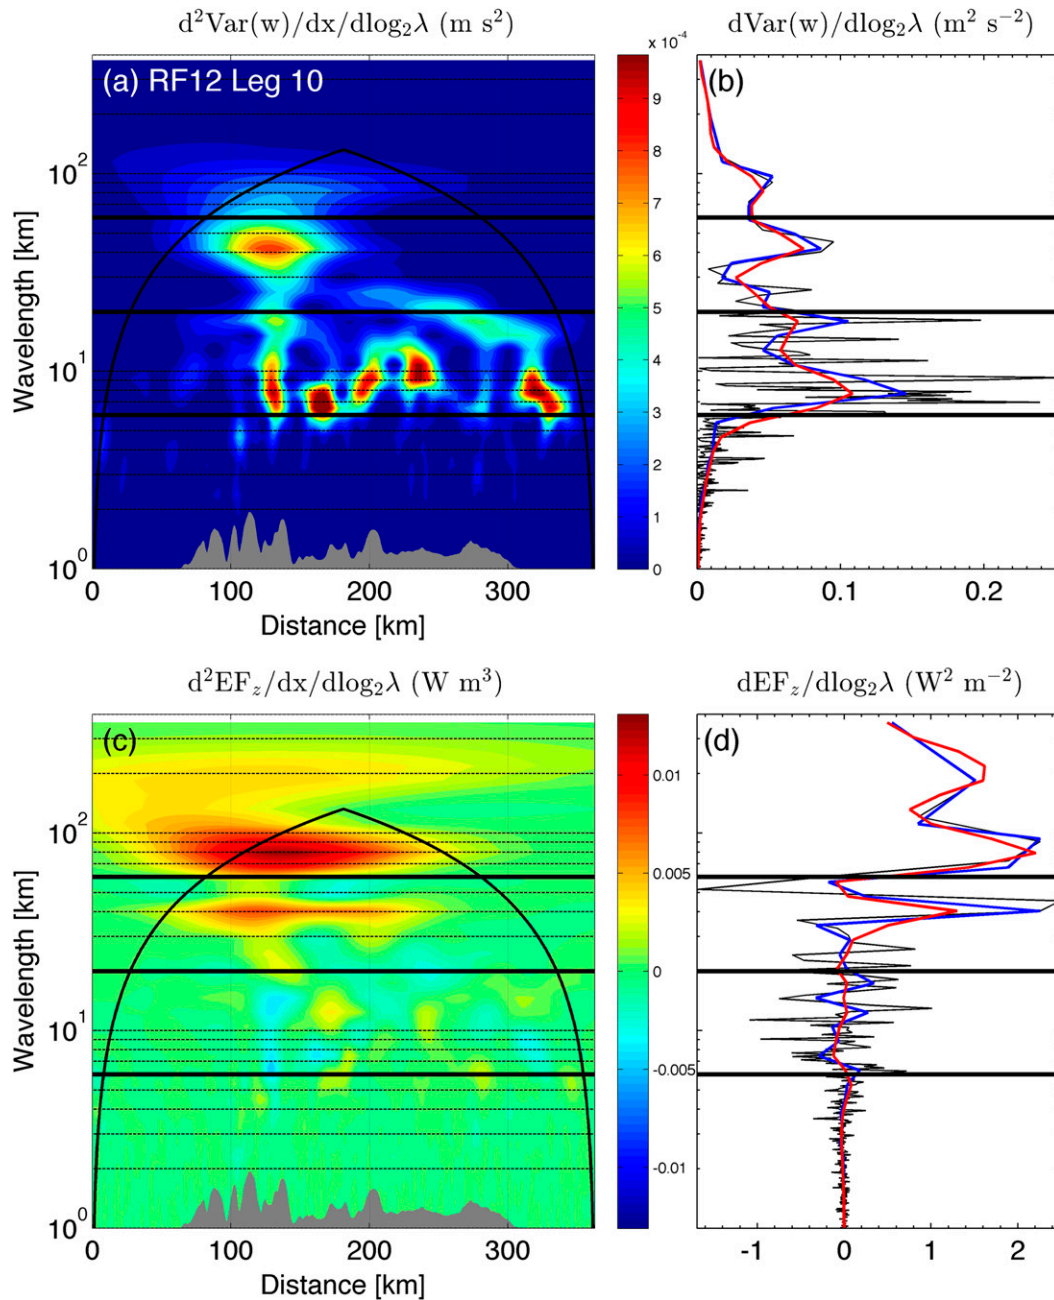 d²Var(w)/dx/dlog₂λ (m s²)
dVar(w)/dlog₂λ (m² s⁻²)
x 10⁻⁴
(a) RF12 Leg 10
(b)
Wavelength [km]
10²
10¹
10⁰
9
8
7
6
5
4
3
2
1
0
0 100 200 300
Distance [km]
0 0.1 0.2
d²EF_z/dx/dlog₂λ (W m³)
dEF_z/dlog₂λ (W² m⁻²)
(c)
(d)
Wavelength [km]
10²
10¹
10⁰
0.01
0.005
0
-0.005
-0.01
0 100 200 300
Distance [km]
-1 0 1 2